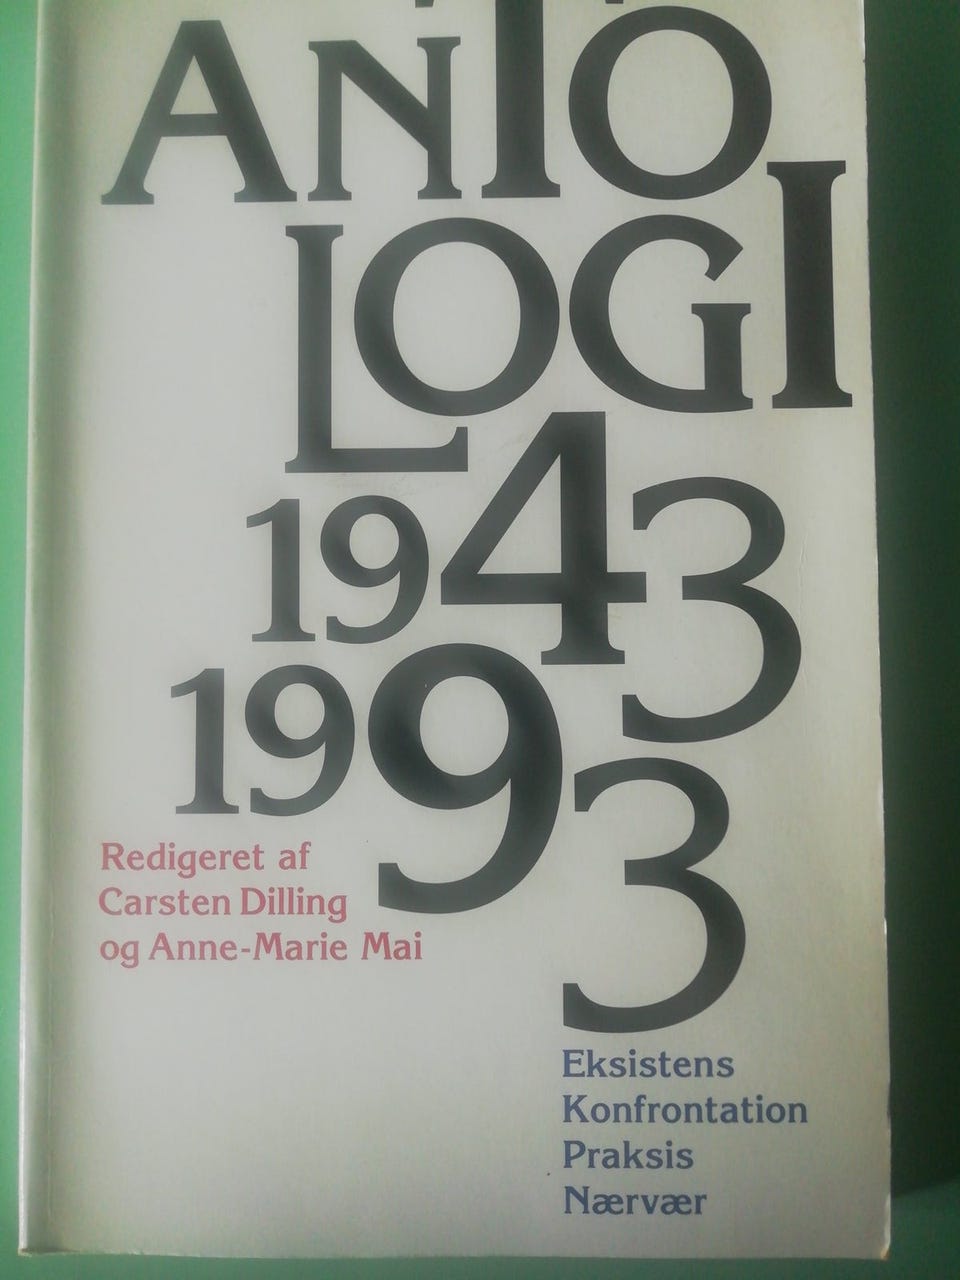 ANTO
LOGI
1943
1993
Redigeret af
Carsten Dilling
og Anne-Marie Mai
Eksistens
Konfrontation
Praksis
Nærvær